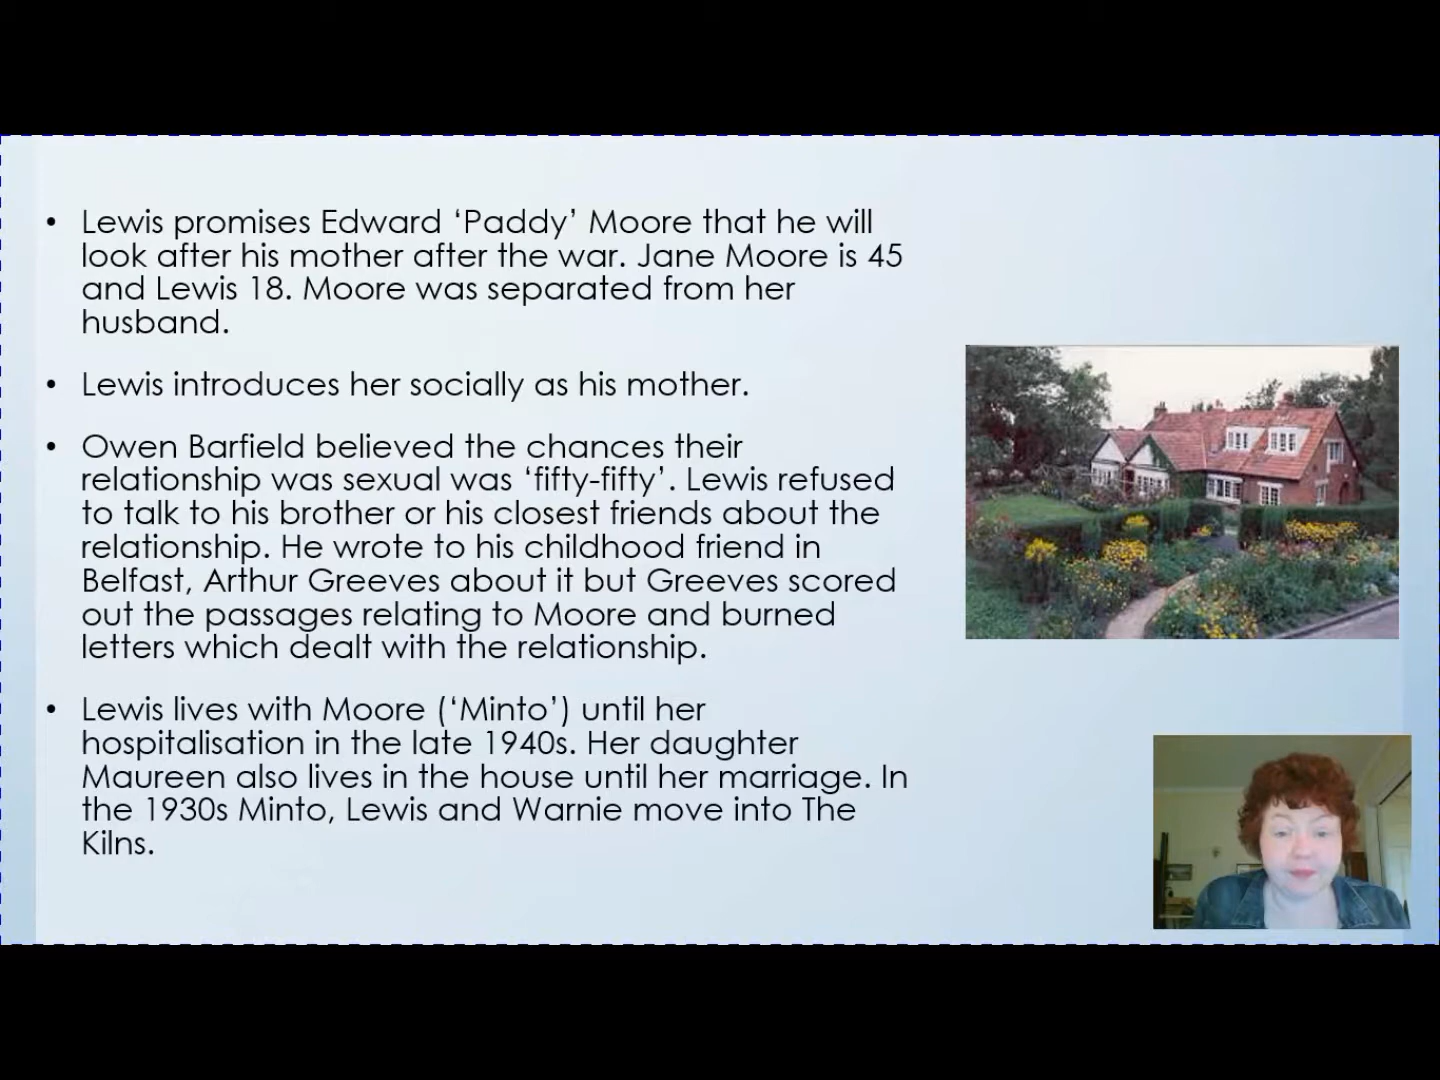 • Lewis promises Edward ‘Paddy’ Moore that he will
look after his mother after the war. Jane Moore is 45
and Lewis 18. Moore was separated from her
husband.
• Lewis introduces her socially as his mother.
• Owen Barfield believed the chances their
relationship was sexual was ‘fifty-fifty’. Lewis refused
to talk to his brother or his closest friends about the
relationship. He wrote to his childhood friend in
Belfast, Arthur Greeves about it but Greeves scored
out the passages relating to Moore and burned
letters which dealt with the relationship.
• Lewis lives with Moore (‘Minto’) until her
hospitalisation in the late 1940s. Her daughter
Maureen also lives in the house until her marriage. In
the 1930s Minto, Lewis and Warnie move into The
Kilns.